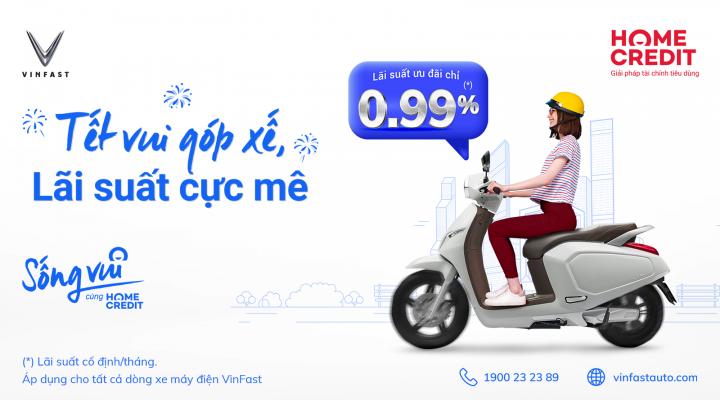 VINFAST
HOME
CREDIT
Giải pháp tài chính tiêu dùng
Lãi suất ưu đãi chỉ
(*)
0.99%
Tết vui góp xế,
Lãi suất cực mê
Sống vui
cùng HOME
CREDIT
(*) Lãi suất cố định/tháng.
Áp dụng cho tất cả dòng xe máy điện VinFast
1900 23 23 89
vinfastauto.com